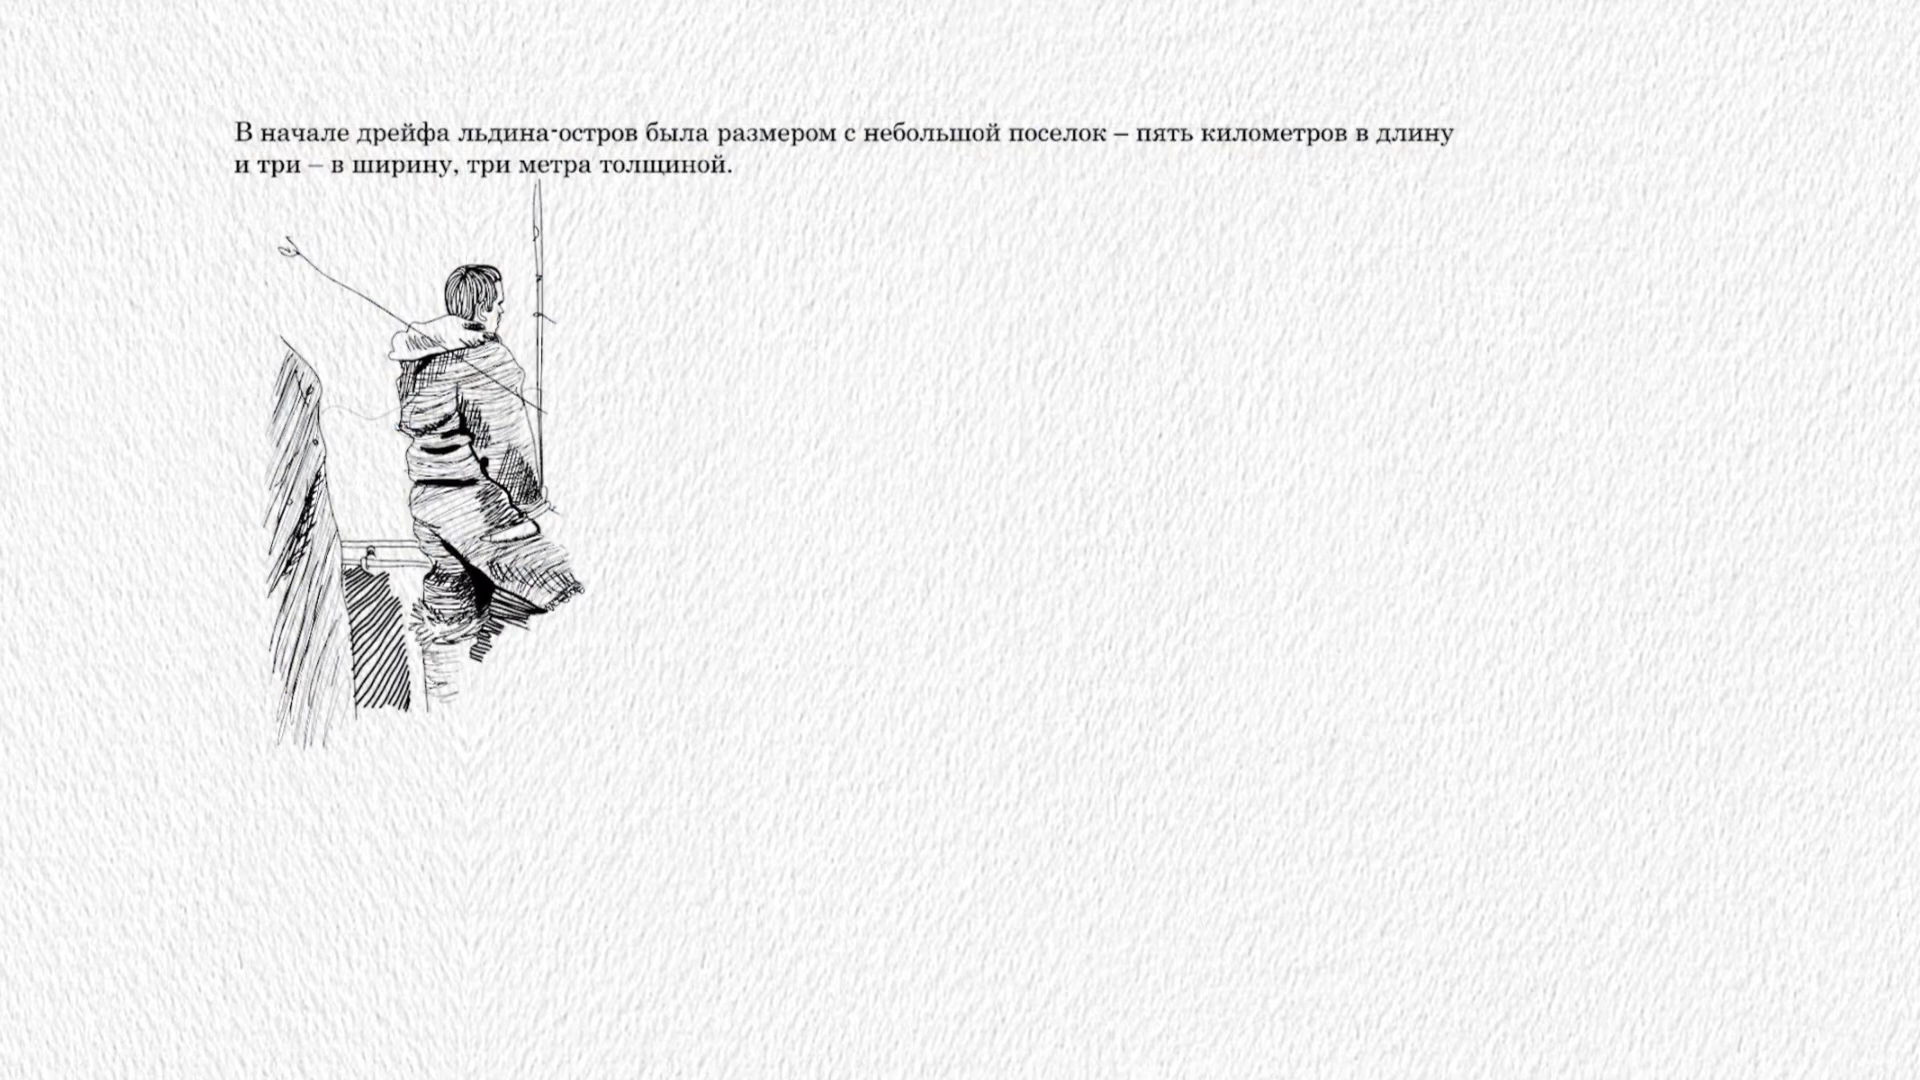 В начале дрейфа льдина-остров была размером с небольшой поселок – пять километров в длину
и три – в ширину, три метра толщиной.